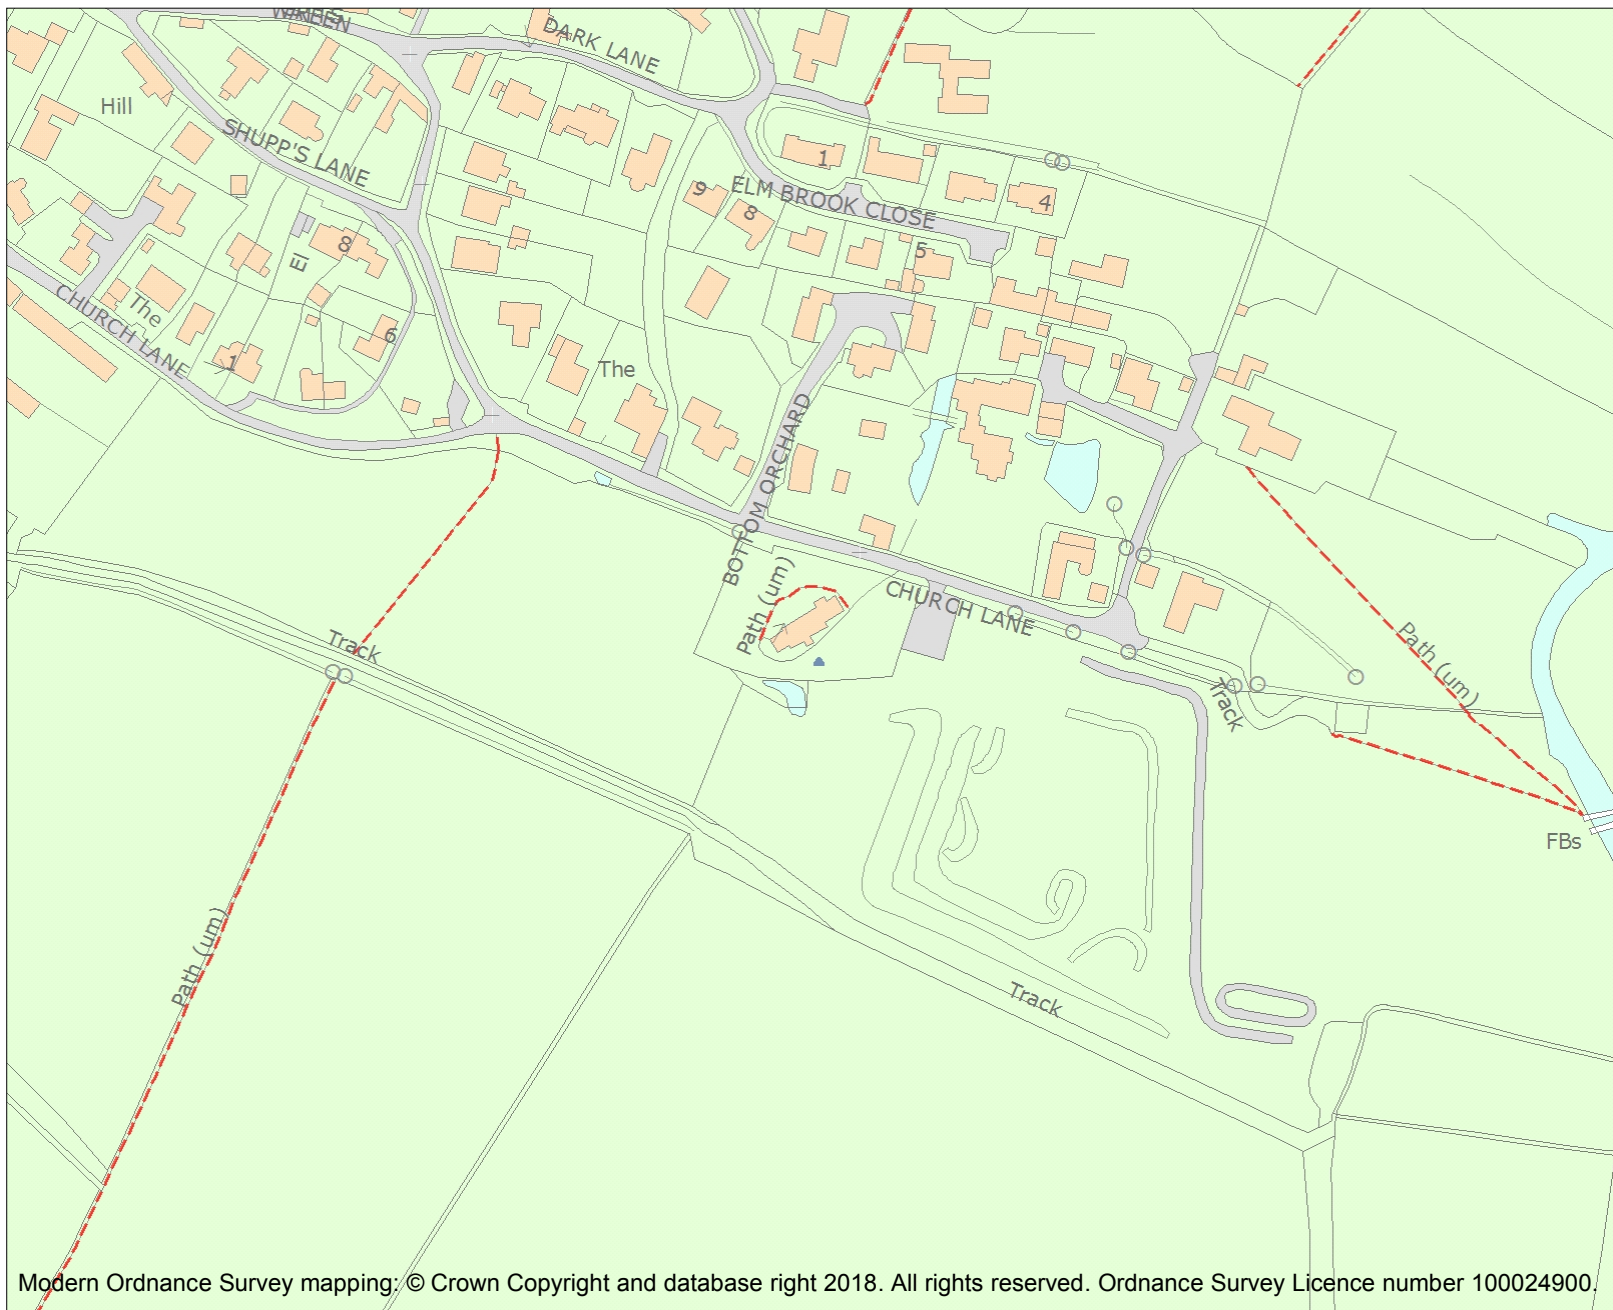 DARK LANE
Hill
SHUPP'S LANE
1
9
ELM BROOK CLOSE
4
8
8
5
El
The
CHURCH LANE
6
1
The
BOTTOM ORCHARD
Path (um)
CHURCH LANE
Track
Path (um)
Track
FBs
Path (um)
Track
Modern Ordnance Survey mapping: © Crown Copyright and database right 2018. All rights reserved. Ordnance Survey Licence number 100024900.